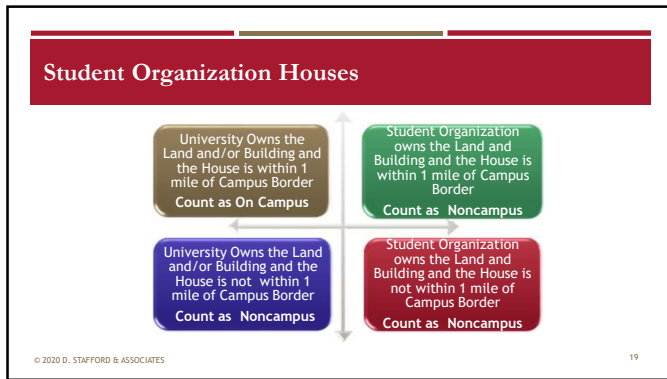 Student Organization Houses
University Owns the
Land and/or Building and
the House is within 1
mile of Campus Border
Count as On Campus
Student Organization
owns the Land and
Building and the House is
within 1 mile of Campus
Border
Count as Noncampus
University Owns the Land
and/or Building and the
House is not within 1
mile of Campus Border
Count as Noncampus
Student Organization
owns the Land and
Building and the House is
not within 1 mile of
Campus Border
Count as Noncampus
© 2020 D. STAFFORD & ASSOCIATES
19